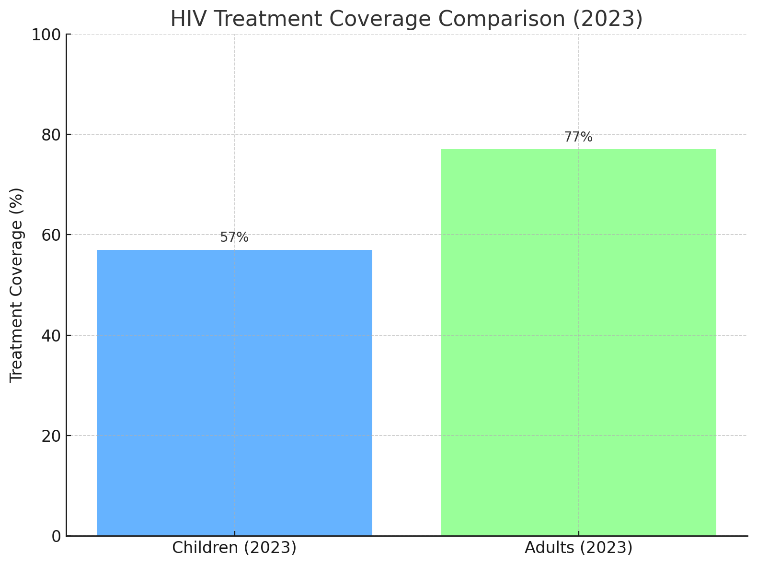 HIV Treatment Coverage Comparison (2023)
100
80
60
40
20
0
Treatment Coverage (%)
57%
77%
Children (2023)
Adults (2023)